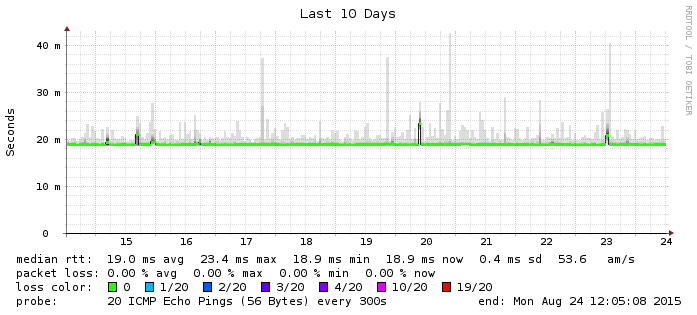 Last 10 Days
RRDTOOL / TOBI OETIKER
Seconds
40 m
30 m
20 m
10 m
0
15 16 17 18 19 20 21 22 23 24
median rtt: 19.0 ms avg 23.4 ms max 18.9 ms min 18.9 ms now 0.4 ms sd 53.6 am/s
packet loss: 0.00 % avg 0.00 % max 0.00 % min 0.00 % now
loss color: 0 1/20 2/20 3/20 4/20 10/20 19/20
probe: 20 ICMP Echo Pings (56 Bytes) every 300s end: Mon Aug 24 12:05:08 2015